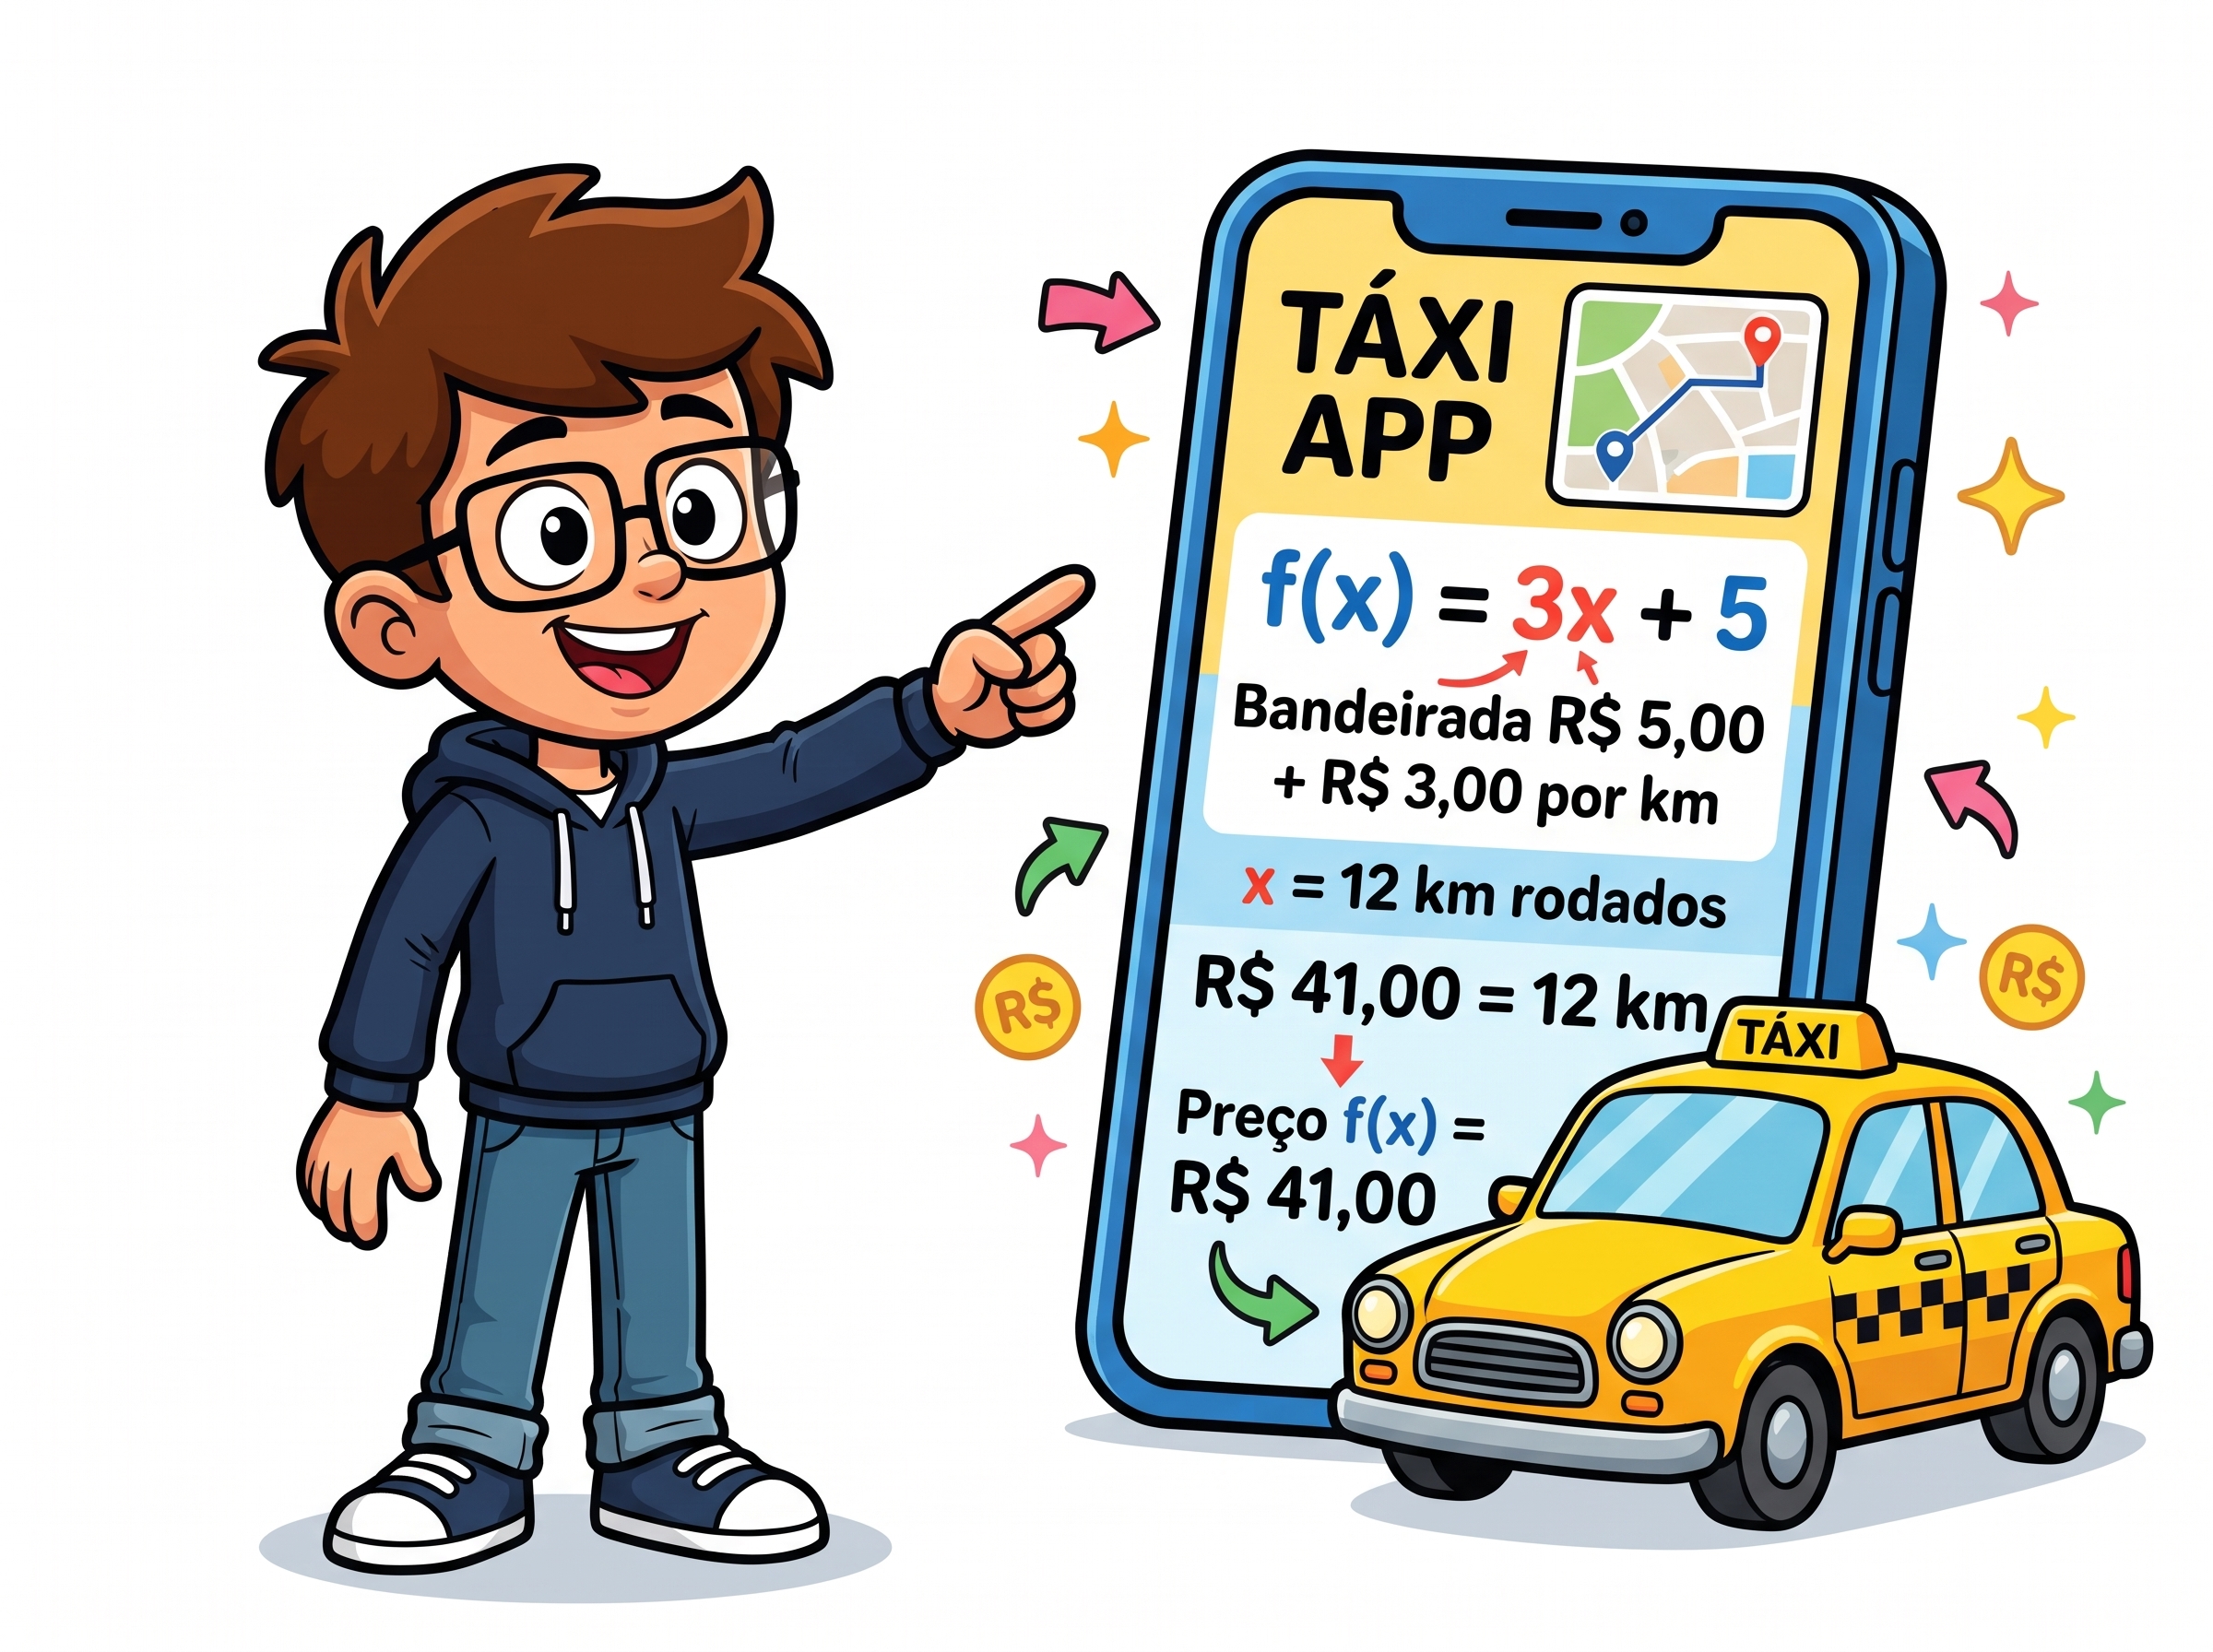 TÁXI
APP
f(x) = 3x + 5
Bandeirada R$ 5,00
+ R$ 3,00 por km
x = 12 km rodados
R$ 41,00 = 12 km
Preço f(x) =
R$ 41,00
TÁXI
R$
R$